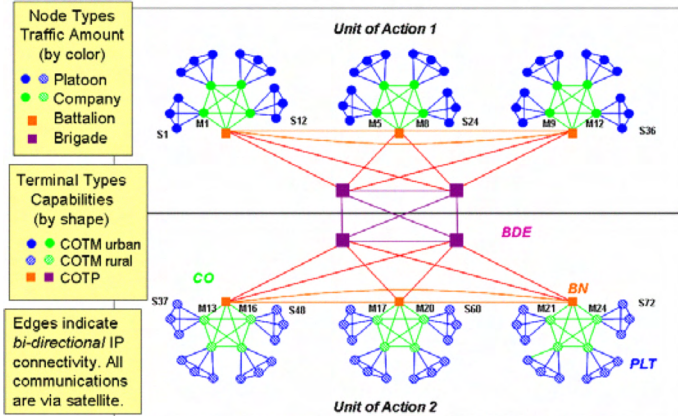 Node Types
Traffic Amount
(by color)
Platoon
Company
Battalion
Brigade
Terminal Types
Capabilities
(by shape)
COTM urban
COTM rural
COTP
Edges indicate
bi-directional IP
connectivity. All
communications
are via satellite.
Unit of Action 1
S1 M1 S12 M5 M8 S24 M9 M12 S36
BDE
CO
BN
S37 M13 M16 S48 M17 M20 S60 M21 M24 S72
PLT
Unit of Action 2